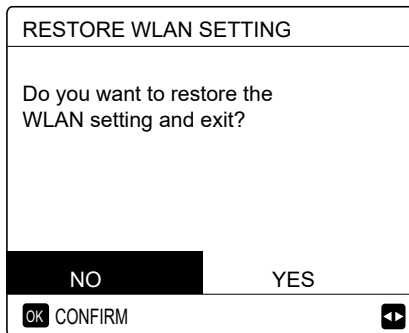 RESTORE WLAN SETTING
Do you want to restore the
WLAN setting and exit?
NO YES
OK CONFIRM